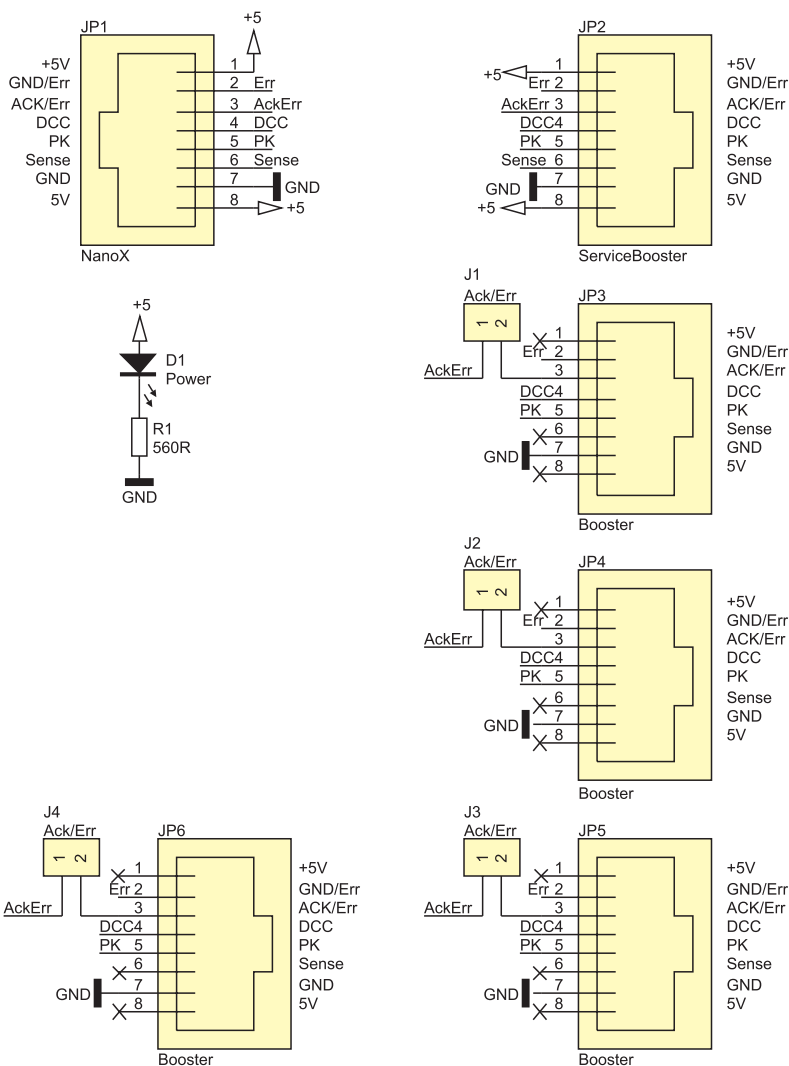 JP1
+5
+5V 1
GND/Err 2 Err
ACK/Err 3 AckErr
DCC 4 DCC
PK 5 PK
Sense 6 Sense
GND 7 GND
5V 8 +5
NanoX
JP2
+5 1 +5V
Err 2 GND/Err
AckErr 3 ACK/Err
DCC4 DCC
PK 5 PK
Sense 6 Sense
GND 7 GND
+5 8 5V
ServiceBooster
+5
D1
Power
R1
560R
GND
J1
Ack/Err JP3
1 2
1 +5V
Err 2 GND/Err
AckErr 3 ACK/Err
DCC4 DCC
PK 5 PK
6 Sense
GND 7 GND
8 5V
Booster
J2
Ack/Err JP4
1 2
1 +5V
Err 2 GND/Err
AckErr 3 ACK/Err
DCC4 DCC
PK 5 PK
6 Sense
GND 7 GND
8 5V
Booster
J4
Ack/Err JP6
1 2
1 +5V
Err 2 GND/Err
AckErr 3 ACK/Err
DCC4 DCC
PK 5 PK
6 Sense
GND 7 GND
8 5V
Booster
J3
Ack/Err JP5
1 2
1 +5V
Err 2 GND/Err
AckErr 3 ACK/Err
DCC4 DCC
PK 5 PK
6 Sense
GND 7 GND
8 5V
Booster